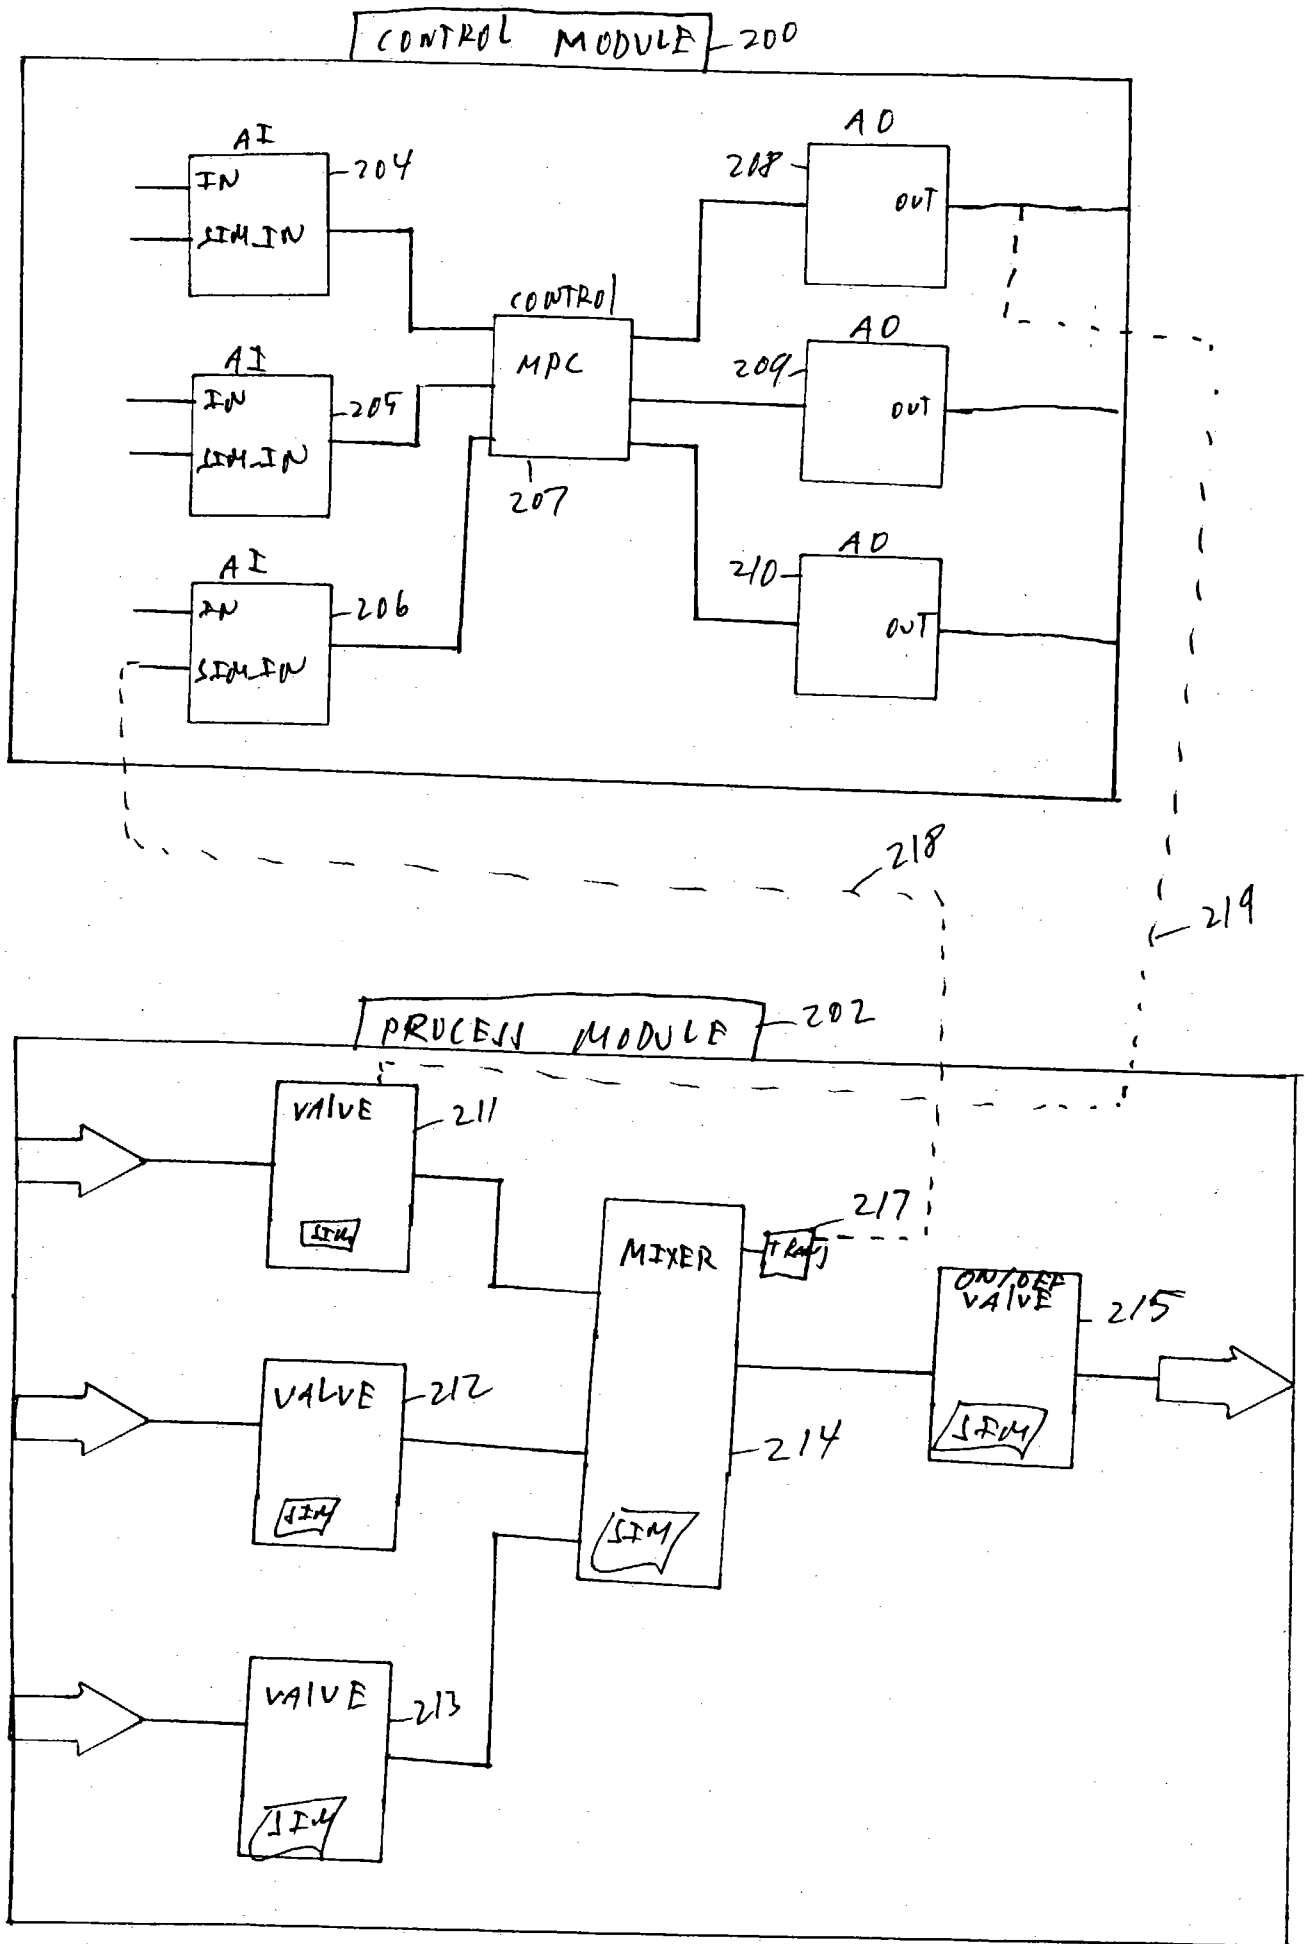 CONTROL MODULE 200
AI
204
IN
SIM_IN
AI
205
IN
SIM_IN
AI
206
IN
SIM_IN
CONTROL
MPC
207
AO
208
OUT
AO
209
OUT
AO
210
OUT
218
219
PROCESS MODULE 202
VALVE
211
SIM
VALVE
212
SIM
VALVE
213
SIM
MIXER
214
SIM
TRANS
217
ON/OFF
VALVE
215
SIM